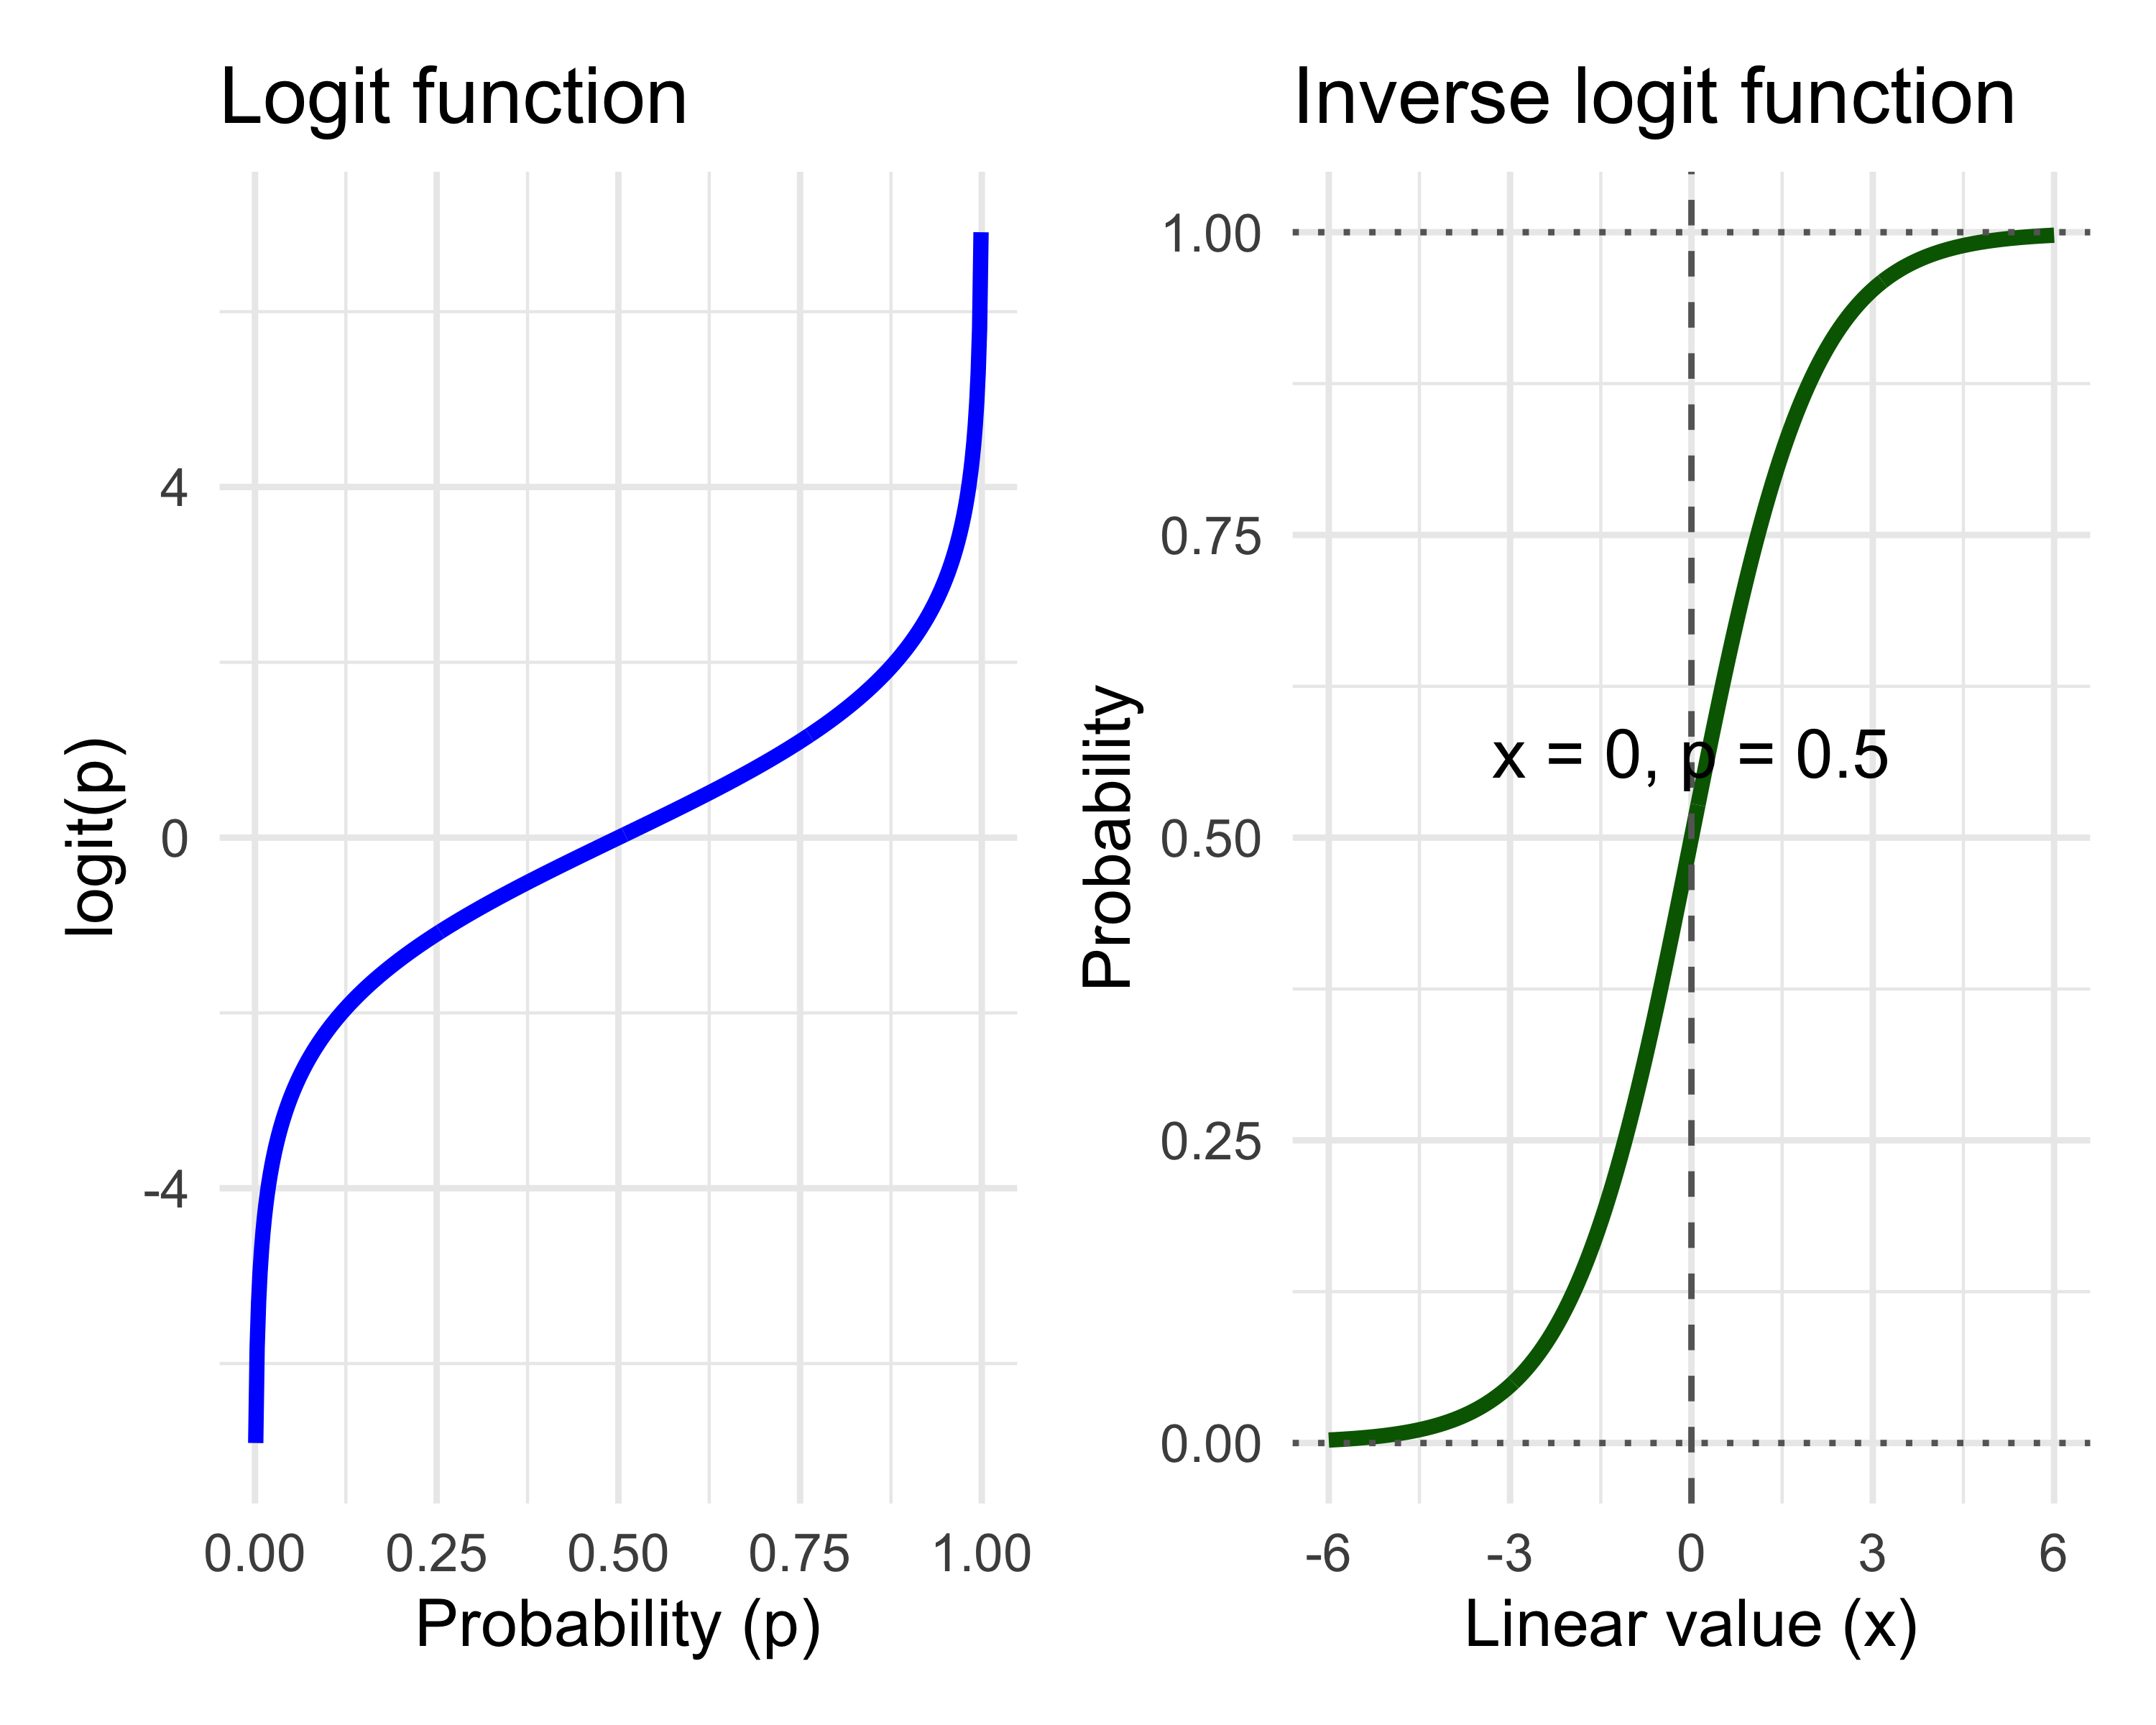 Logit function
logit(p)
4
0
-4
0.00 0.25 0.50 0.75 1.00
Probability (p)
Inverse logit function
Probability
1.00
0.75
0.50
0.25
0.00
x = 0, p = 0.5
-6 -3 0 3 6
Linear value (x)